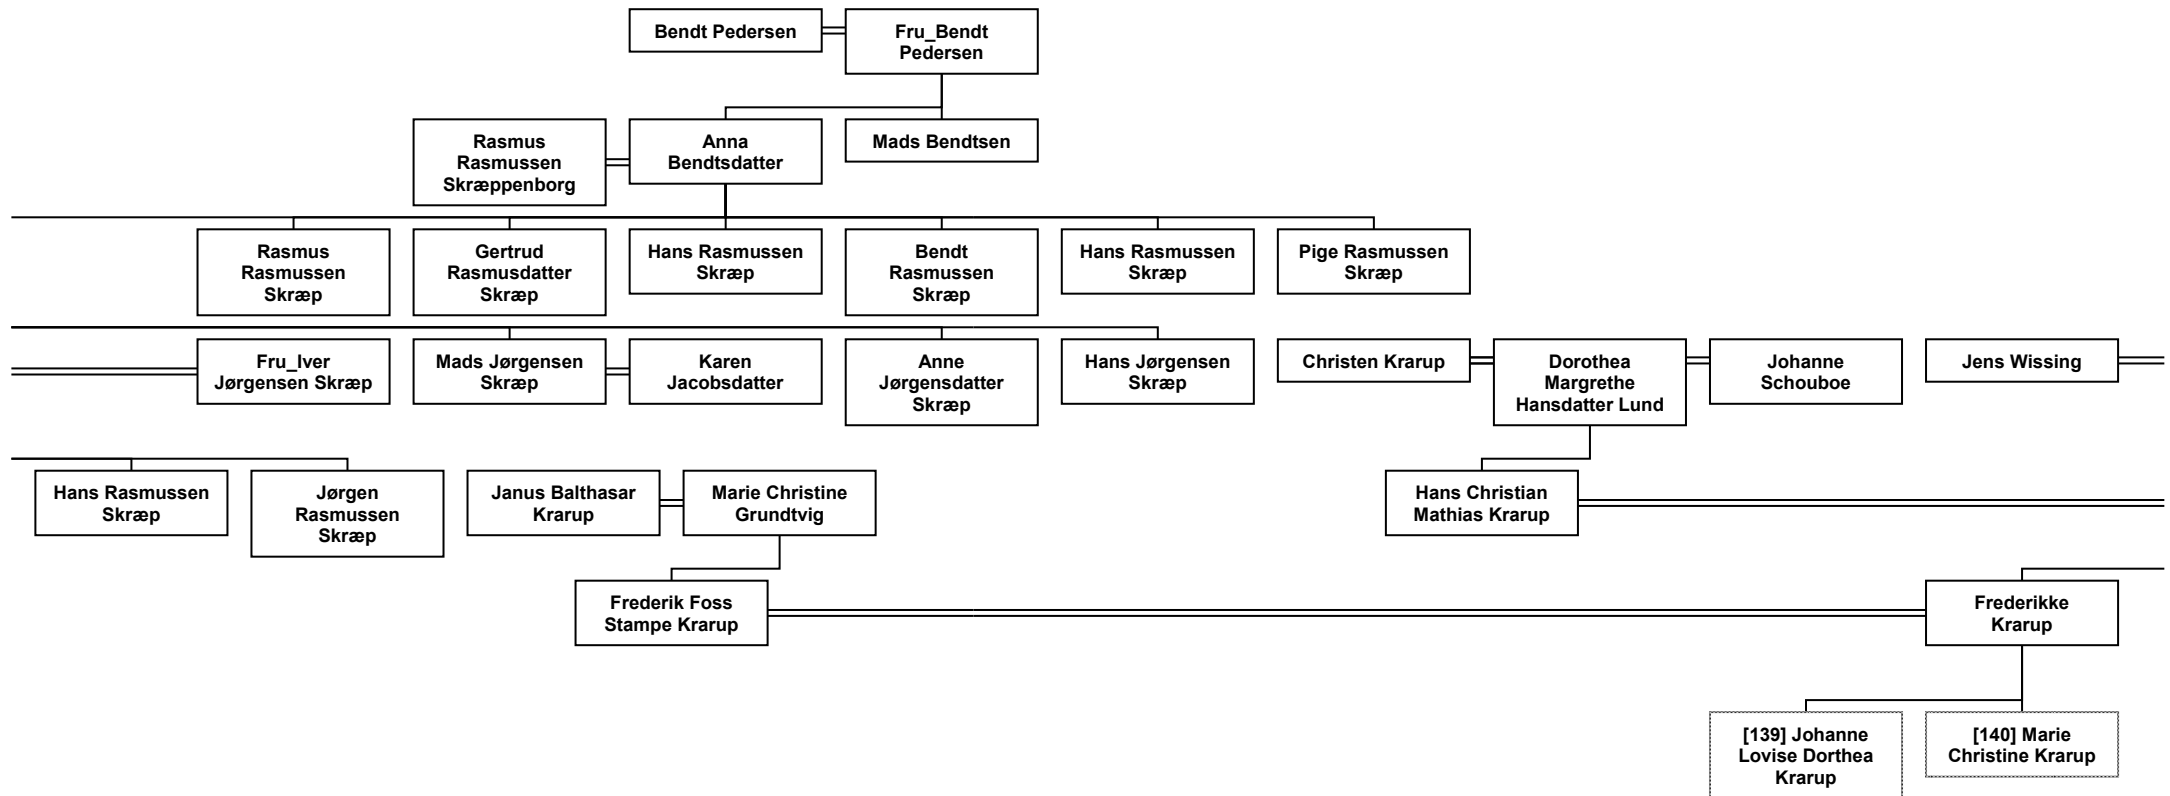 Bendt Pedersen
Fru_Bendt
Pedersen
Rasmus
Rasmussen
Skræppenborg
Anna
Bendtsdatter
Mads Bendtsen
Rasmus
Rasmussen
Skræp
Gertrud
Rasmusdatter
Skræp
Hans Rasmussen
Skræp
Bendt
Rasmussen
Skræp
Hans Rasmussen
Skræp
Pige Rasmussen
Skræp
Fru_Iver
Jørgensen Skræp
Mads Jørgensen
Skræp
Karen
Jacobsdatter
Anne
Jørgensdatter
Skræp
Hans Jørgensen
Skræp
Christen Krarup
Dorothea
Margrethe
Hansdatter Lund
Johanne
Schouboe
Jens Wissing
Hans Rasmussen
Skræp
Jørgen
Rasmussen
Skræp
Janus Balthasar
Krarup
Marie Christine
Grundtvig
Hans Christian
Mathias Krarup
Frederik Foss
Stampe Krarup
Frederikke
Krarup
[139] Johanne
Lovise Dorthea
Krarup
[140] Marie
Christine Krarup